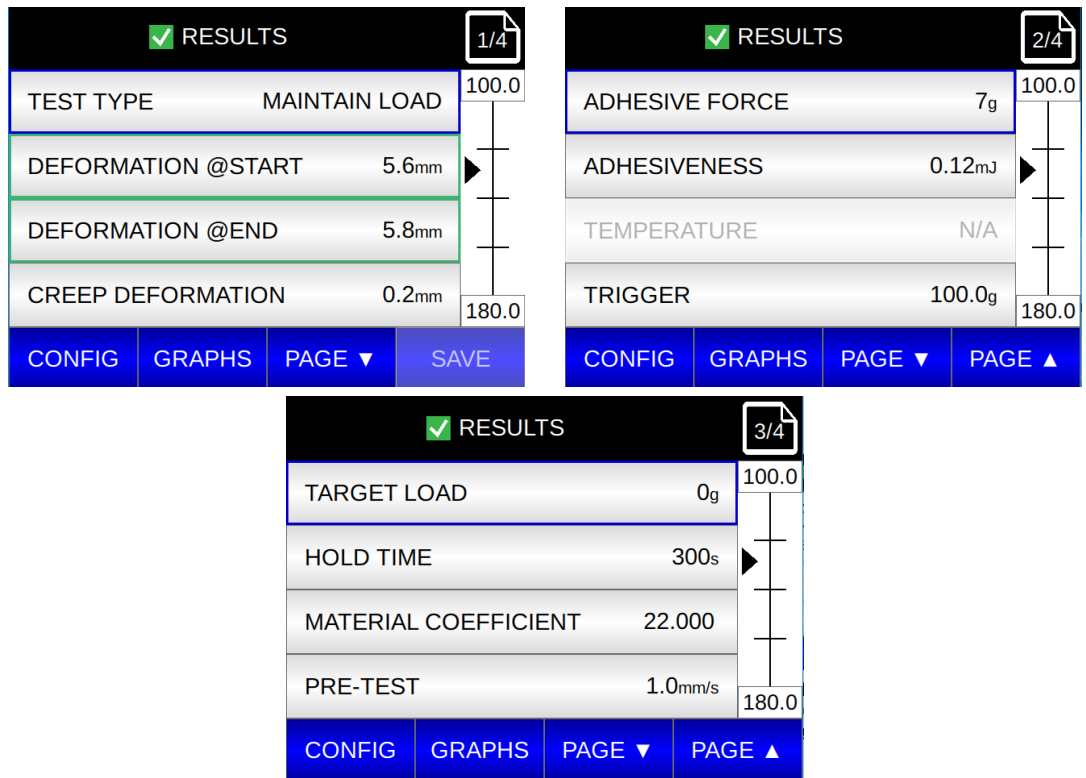 RESULTS
1/4
TEST TYPE MAINTAIN LOAD
100.0
DEFORMATION @START 5.6mm
DEFORMATION @END 5.8mm
CREEP DEFORMATION 0.2mm
180.0
CONFIG GRAPHS PAGE ▼ SAVE
RESULTS
2/4
ADHESIVE FORCE 7g
100.0
ADHESIVENESS 0.12mJ
TEMPERATURE N/A
TRIGGER 100.0g
180.0
CONFIG GRAPHS PAGE ▼ PAGE ▲
RESULTS
3/4
TARGET LOAD 0g
100.0
HOLD TIME 300s
MATERIAL COEFFICIENT 22.000
PRE-TEST 1.0mm/s
180.0
CONFIG GRAPHS PAGE ▼ PAGE ▲